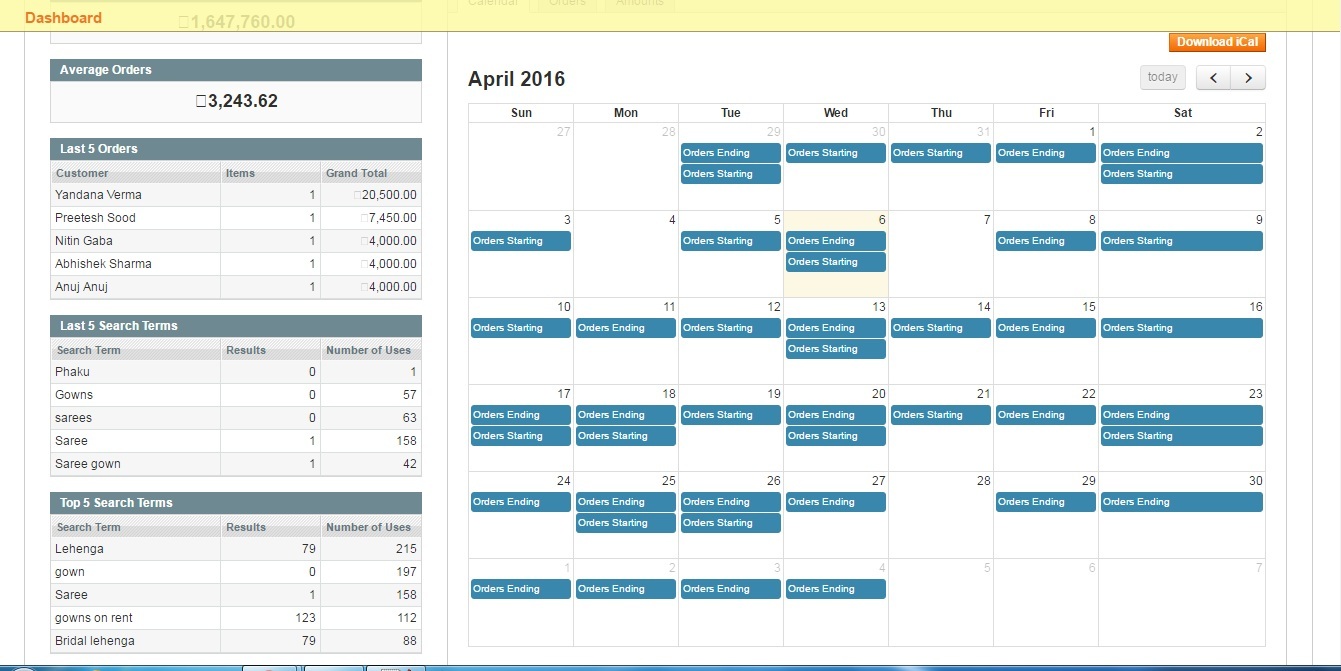 Dashboard
1,647,760.00
Calendar Orders Amounts
Average Orders
3,243.62
Last 5 Orders
Customer Items Grand Total
Yandana Verma 1 20,500.00
Preetesh Sood 1 7,450.00
Nitin Gaba 1 4,000.00
Abhishek Sharma 1 4,000.00
Anuj Anuj 1 4,000.00
Last 5 Search Terms
Search Term Results Number of Uses
Phaku 0 1
Gowns 0 57
sarees 0 63
Saree 1 158
Saree gown 1 42
Top 5 Search Terms
Search Term Results Number of Uses
Lehenga 79 215
gown 0 197
Saree 1 158
gowns on rent 123 112
Bridal lehenga 79 88
Download iCal
April 2016 today
Sun Mon Tue Wed Thu Fri Sat
27 28 29 30 31 1 2
Orders Ending Orders Starting Orders Starting Orders Ending Orders Ending
Orders Starting Orders Starting
3 4 5 6 7 8 9
Orders Starting Orders Starting Orders Ending Orders Ending Orders Starting
Orders Starting
10 11 12 13 14 15 16
Orders Starting Orders Ending Orders Starting Orders Ending Orders Starting Orders Ending Orders Starting
Orders Starting
17 18 19 20 21 22 23
Orders Ending Orders Ending Orders Starting Orders Ending Orders Starting Orders Ending Orders Ending
Orders Starting Orders Starting Orders Starting Orders Starting
24 25 26 27 28 29 30
Orders Ending Orders Ending Orders Ending Orders Ending Orders Ending Orders Ending
Orders Starting Orders Starting
1 2 3 4 5 6 7
Orders Ending Orders Ending Orders Ending Orders Ending